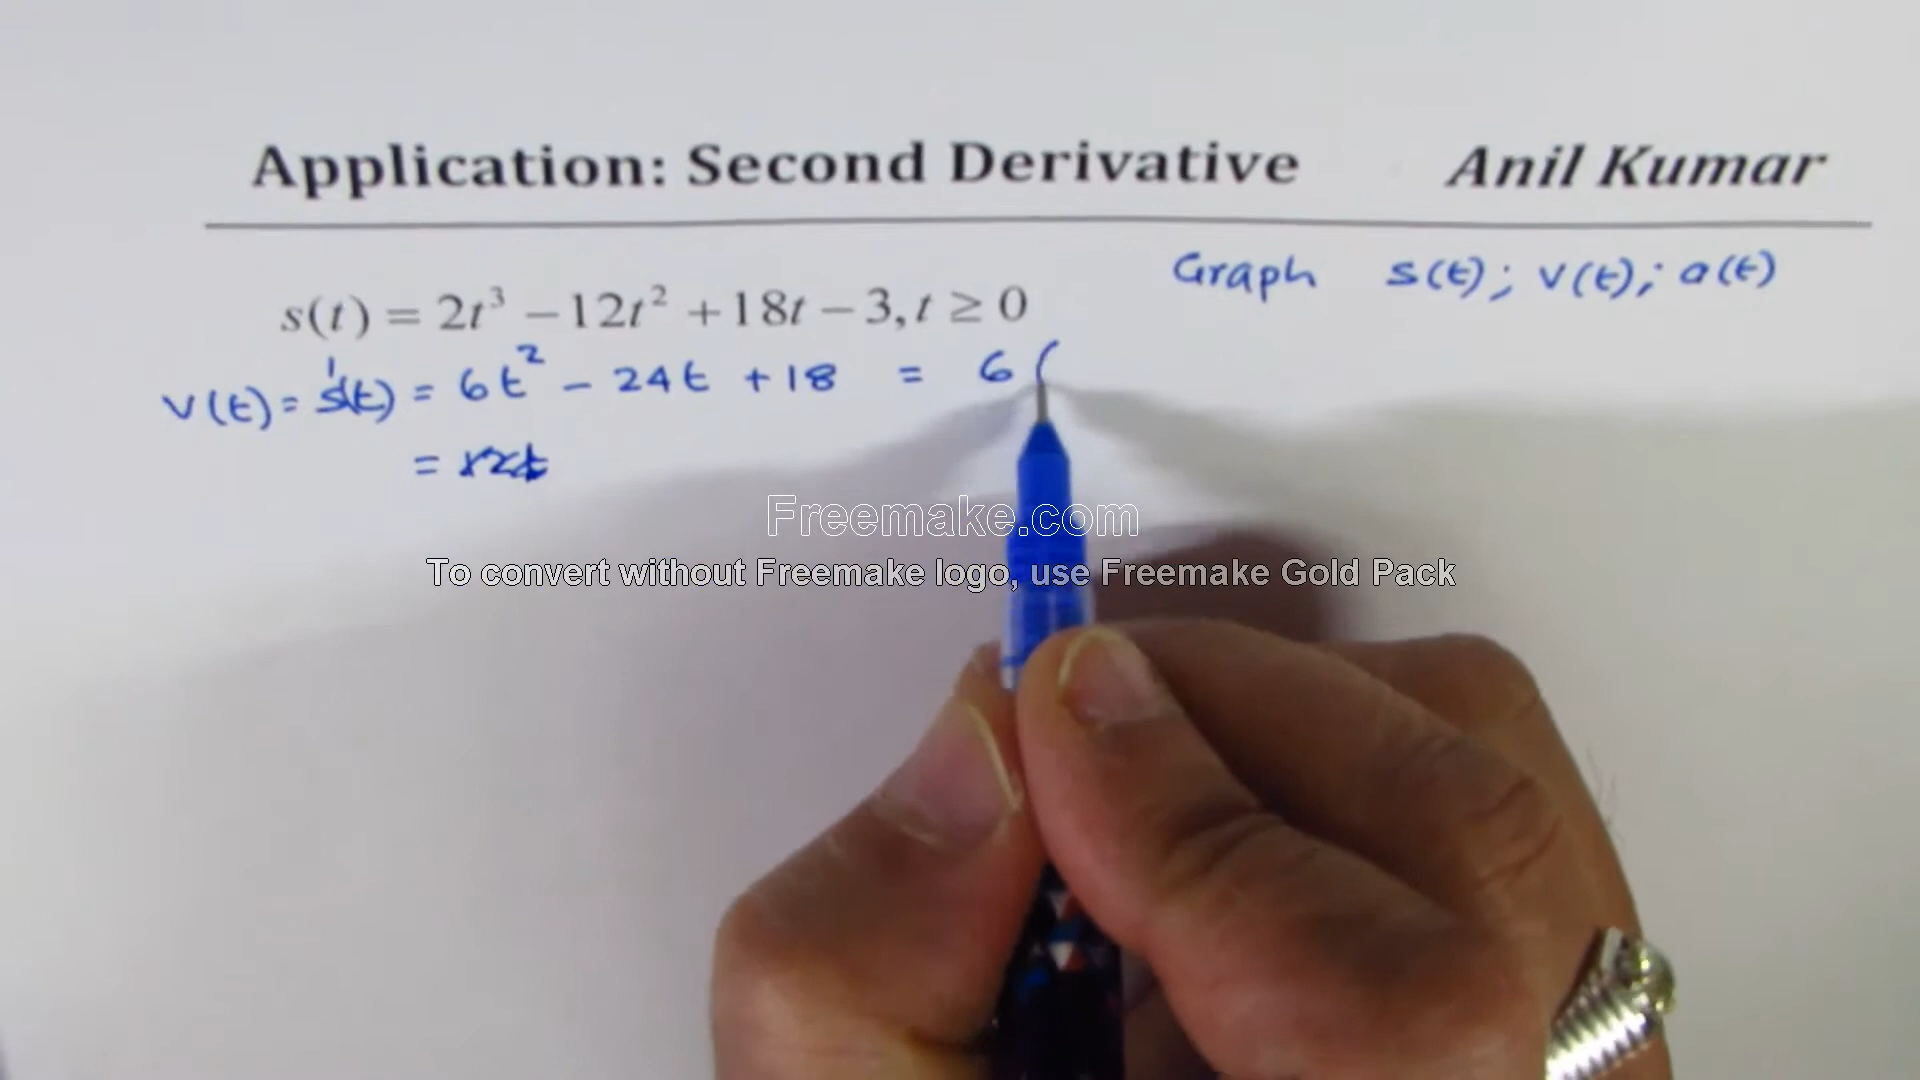 Application: Second Derivative Anil Kumar
Graph s(t); v(t); a(t)
s(t) = 2t³ − 12t² + 18t − 3, t ≥ 0
v(t) = s'(t) = 6t² − 24t + 18 = 6(
=
Freemake.com
To convert without Freemake logo, use Freemake Gold Pack